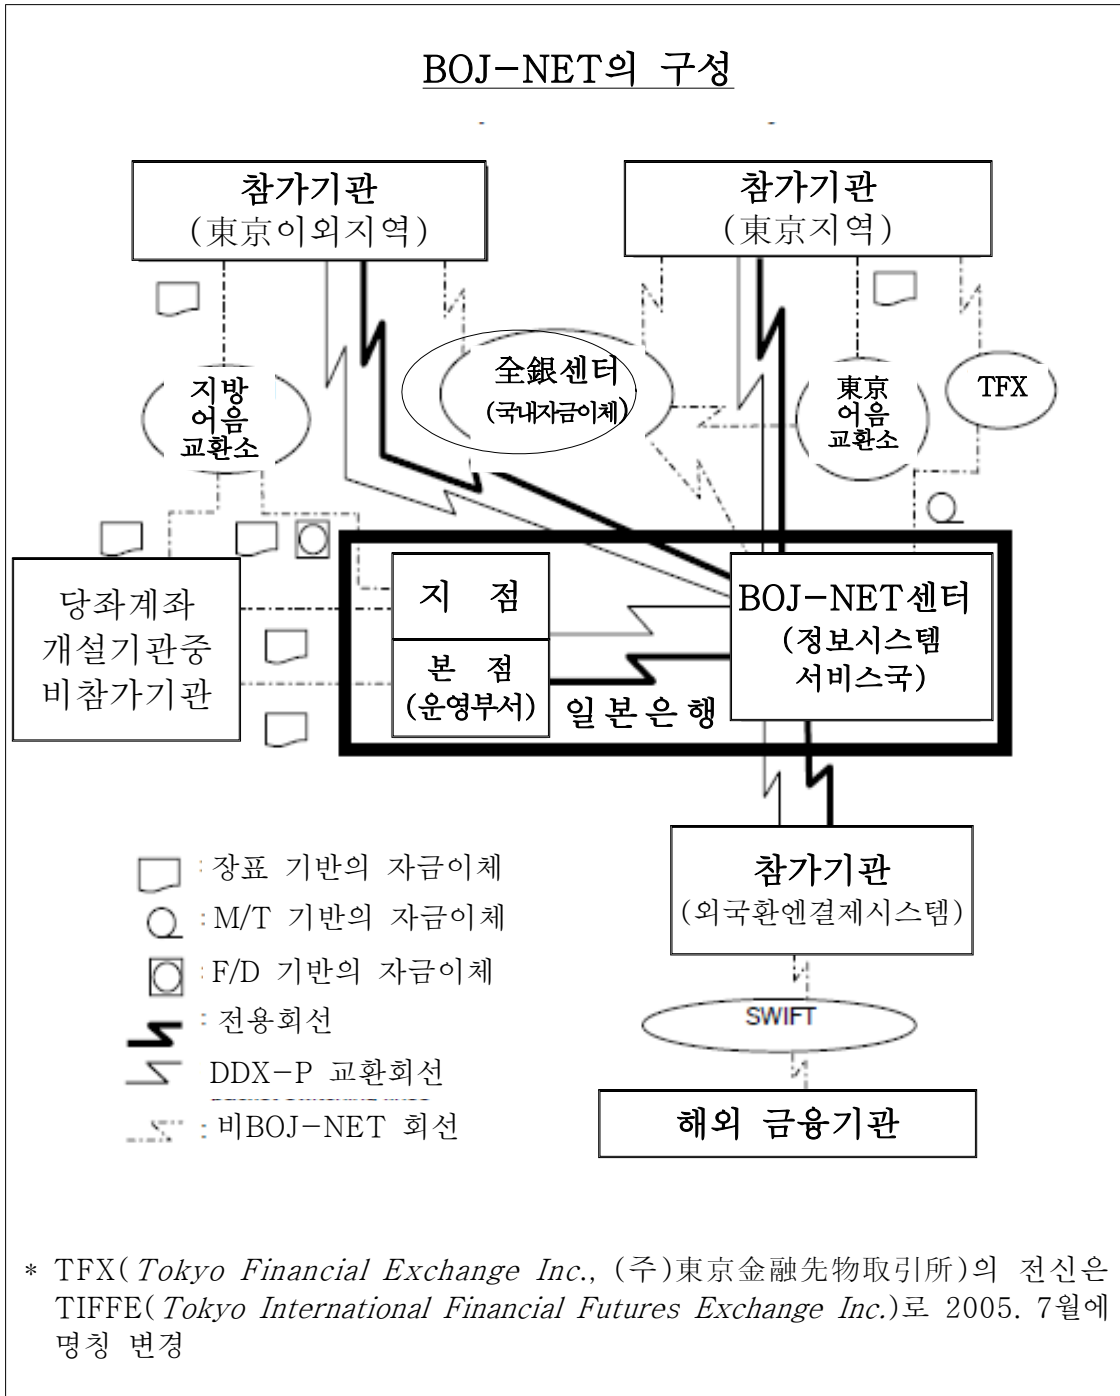 BOJ-NET의 구성
참가기관
(東京이외지역)
참가기관
(東京지역)
지방
어음
교환소
全銀센터
(국내자금이체)
東京
어음
교환소
TFX
당좌계좌
개설기관중
비참가기관
지 점
본 점
(운영부서)
일본은행
BOJ-NET센터
(정보시스템
서비스국)
참가기관
(외국환엔결제시스템)
SWIFT
해외 금융기관
: 장표 기반의 자금이체
: M/T 기반의 자금이체
: F/D 기반의 자금이체
: 전용회선
DDX-P 교환회선
: 비BOJ-NET 회선
* TFX(Tokyo Financial Exchange Inc., (주)東京金融先物取引所)의 전신은
TIFFE(Tokyo International Financial Futures Exchange Inc.)로 2005. 7월에
명칭 변경